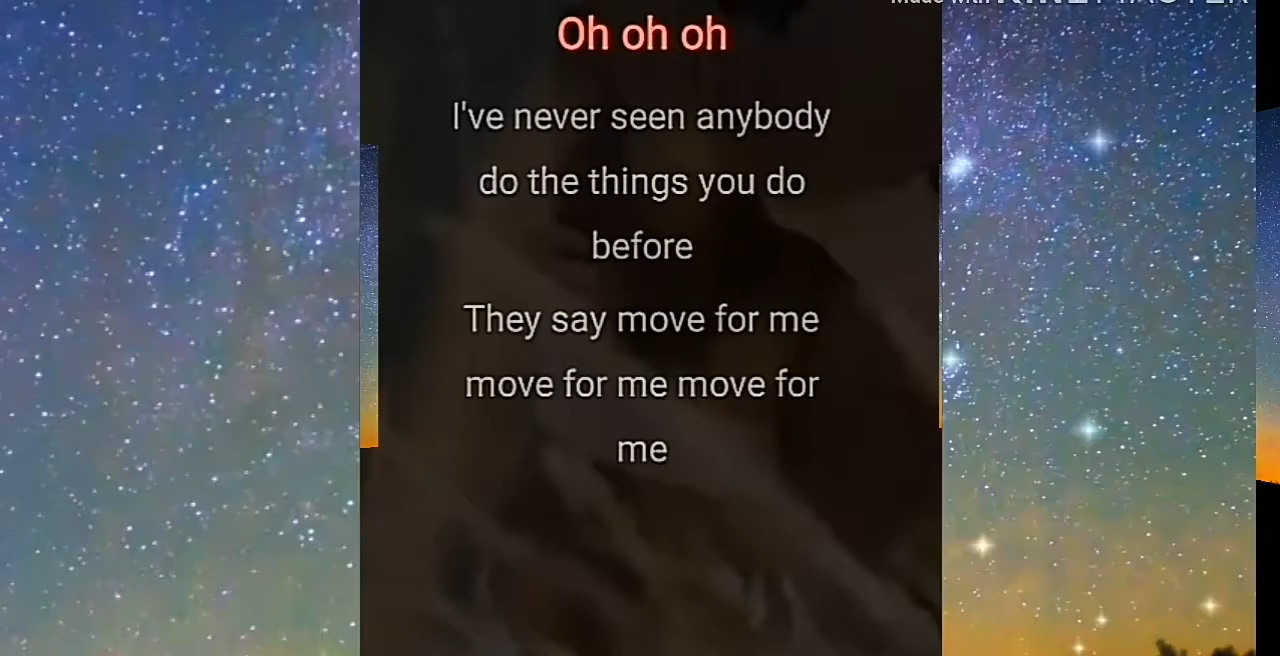 Made with KINEMASTER
Oh oh oh
I've never seen anybody
do the things you do
before
They say move for me
move for me move for
me